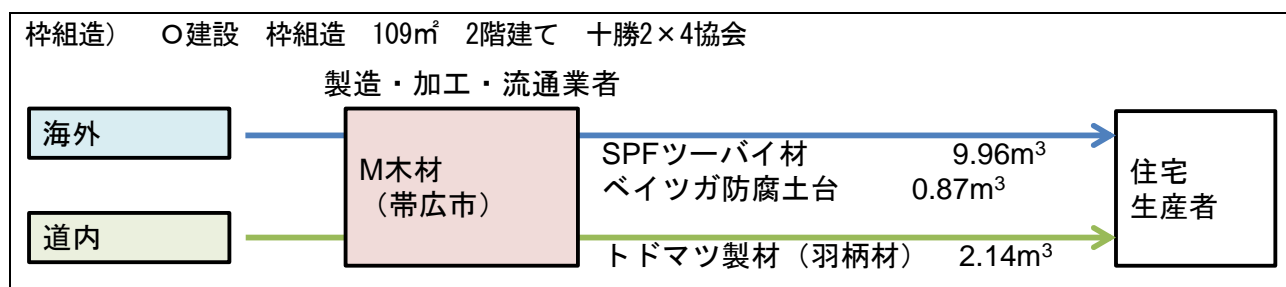 枠組造)　O建設　枠組造　109㎡　2階建て　十勝2×4協会
製造・加工・流通業者
海外
M木材
（帯広市）
SPFツーバイ材　9.96m³
ベイツガ防腐土台　0.87m³
住宅
生産者
道内
トドマツ製材（羽柄材）　2.14m³